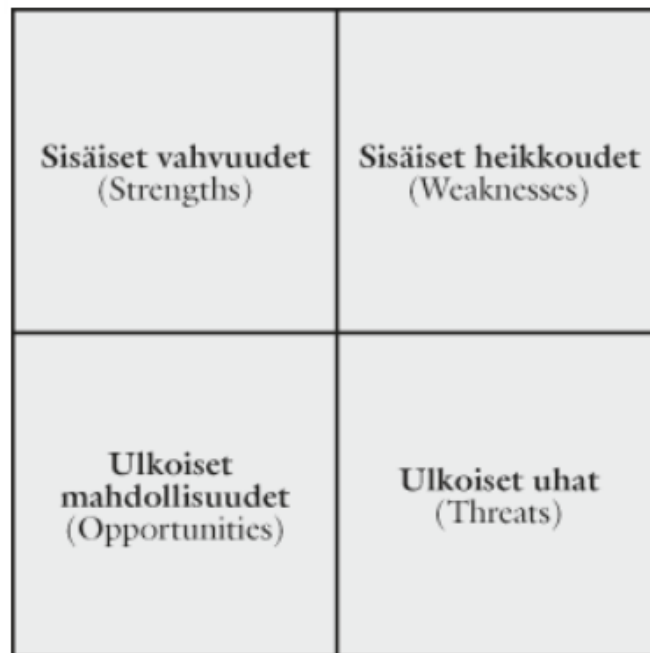 Sisäiset vahvuudet
(Strengths)
Sisäiset heikkoudet
(Weaknesses)
Ulkoiset
mahdollisuudet
(Opportunities)
Ulkoiset uhat
(Threats)